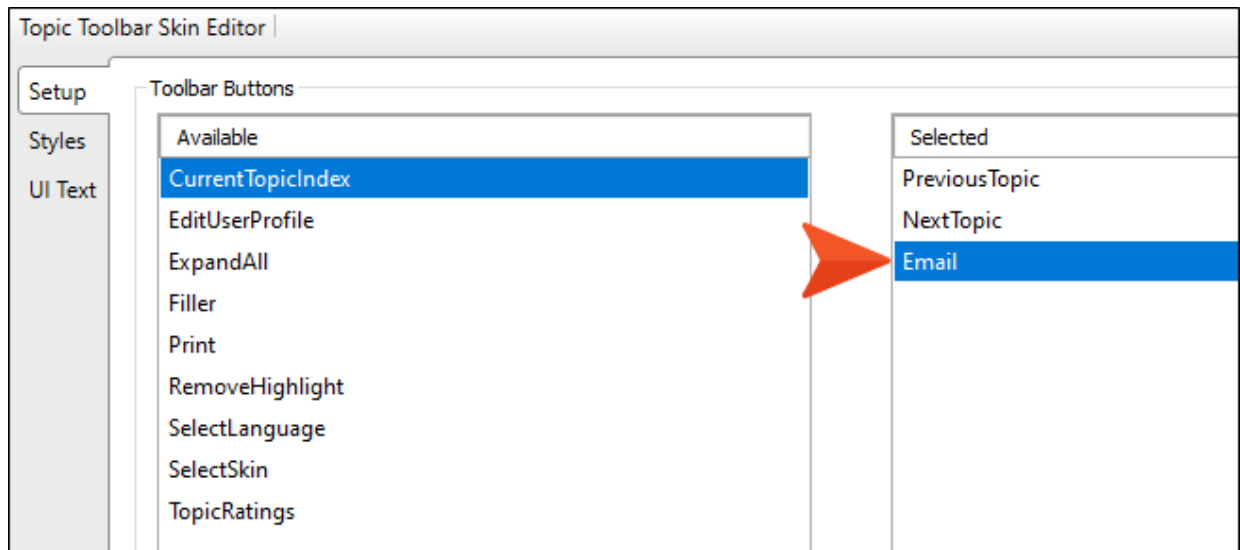 Topic Toolbar Skin Editor
Setup
Styles
UI Text
Toolbar Buttons
Available
CurrentTopicIndex
EditUserProfile
ExpandAll
Filler
Print
RemoveHighlight
SelectLanguage
SelectSkin
TopicRatings
Selected
PreviousTopic
NextTopic
Email